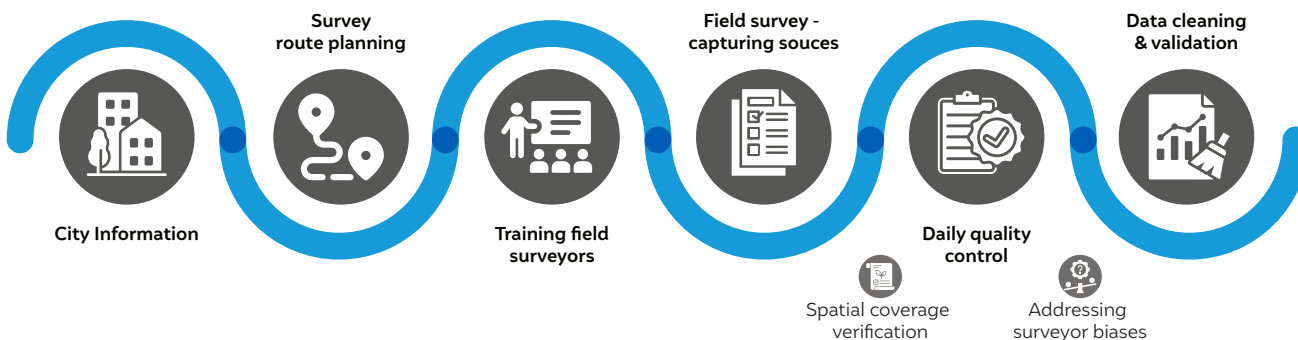 City Information
Survey
route planning
Training field
surveyors
Field survey -
capturing souces
Daily quality
control
Spatial coverage
verification
Addressing
surveyor biases
Data cleaning
& validation